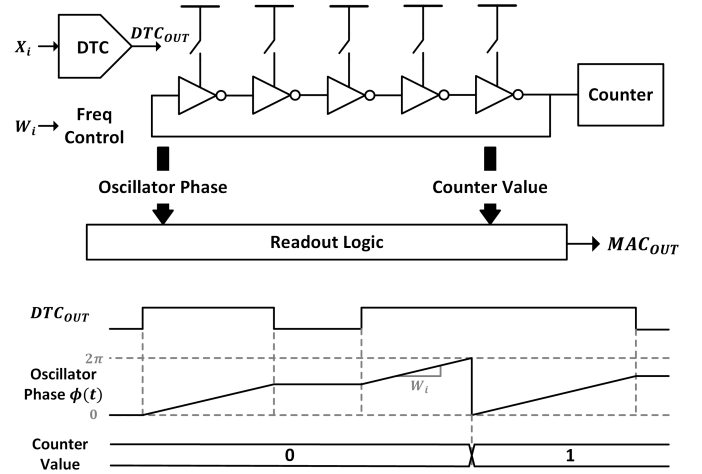 X_i
DTC
DTC_OUT
W_i
Freq
Control
Counter
Oscillator Phase
Counter Value
Readout Logic
MAC_OUT
DTC_OUT
2π
Oscillator
Phase ϕ(t)
W_i
0
Counter
Value
0
1